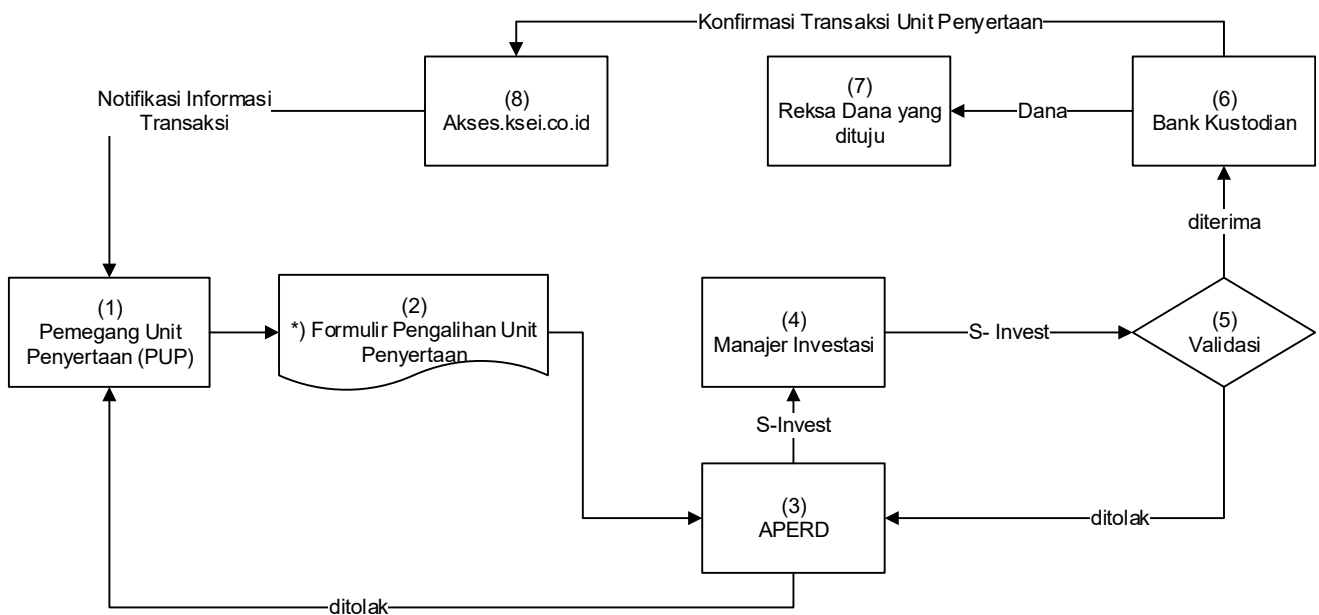 Konfirmasi Transaksi Unit Penyertaan
Notifikasi Informasi
Transaksi
(8)
Akses.ksei.co.id
(7)
Reksa Dana yang
dituju
Dana
(6)
Bank Kustodian
diterima
(1)
Pemegang Unit
Penyertaan (PUP)
(2)
*) Formulir Pengalihan Unit
Penyertaan
(4)
Manajer Investasi
S- Invest
(5)
Validasi
S-Invest
(3)
APERD
ditolak
ditolak